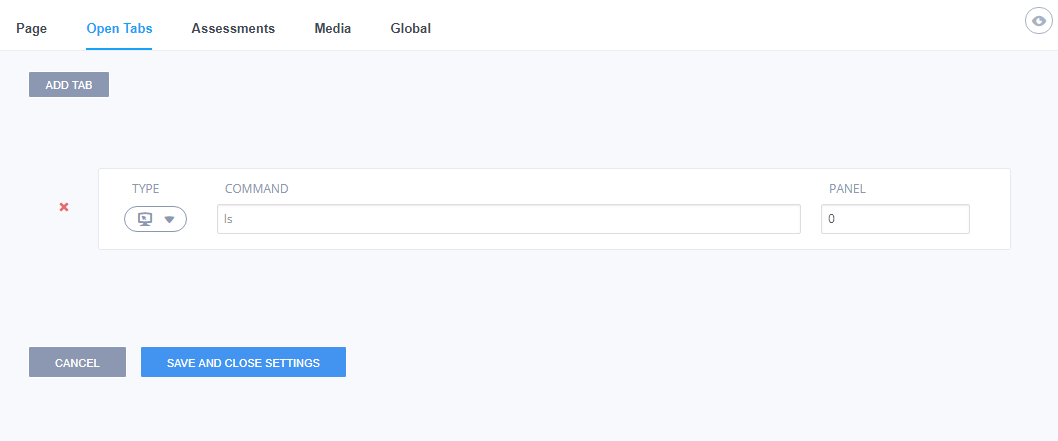 Page Open Tabs Assessments Media Global
ADD TAB
TYPE COMMAND PANEL
ls 0
CANCEL SAVE AND CLOSE SETTINGS